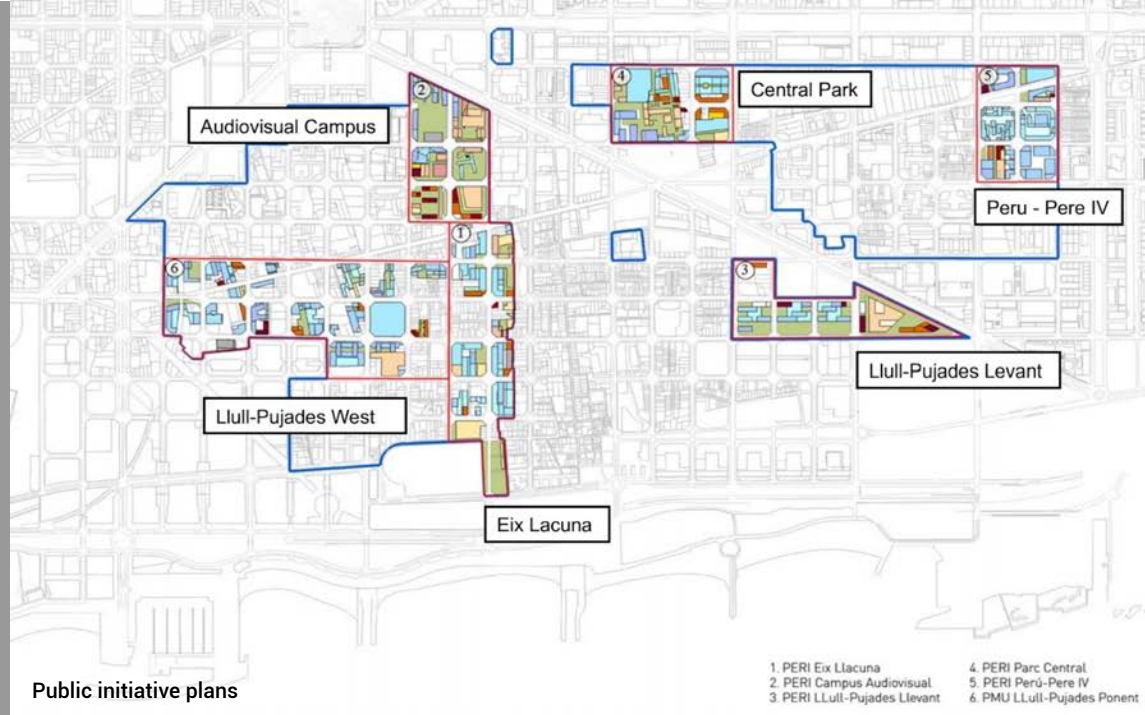 2
4
Central Park
5
Audiovisual Campus
Peru - Pere IV
1
6
3
Llull-Pujades Levant
Llull-Pujades West
Eix Lacuna
1. PERI Eix Llacuna
2. PERI Campus Audiovisual
3. PERI LLull-Pujades Llevant
4. PERI Parc Central
5. PERI Perú-Pere IV
6. PMU LLull-Pujades Ponent
Public initiative plans